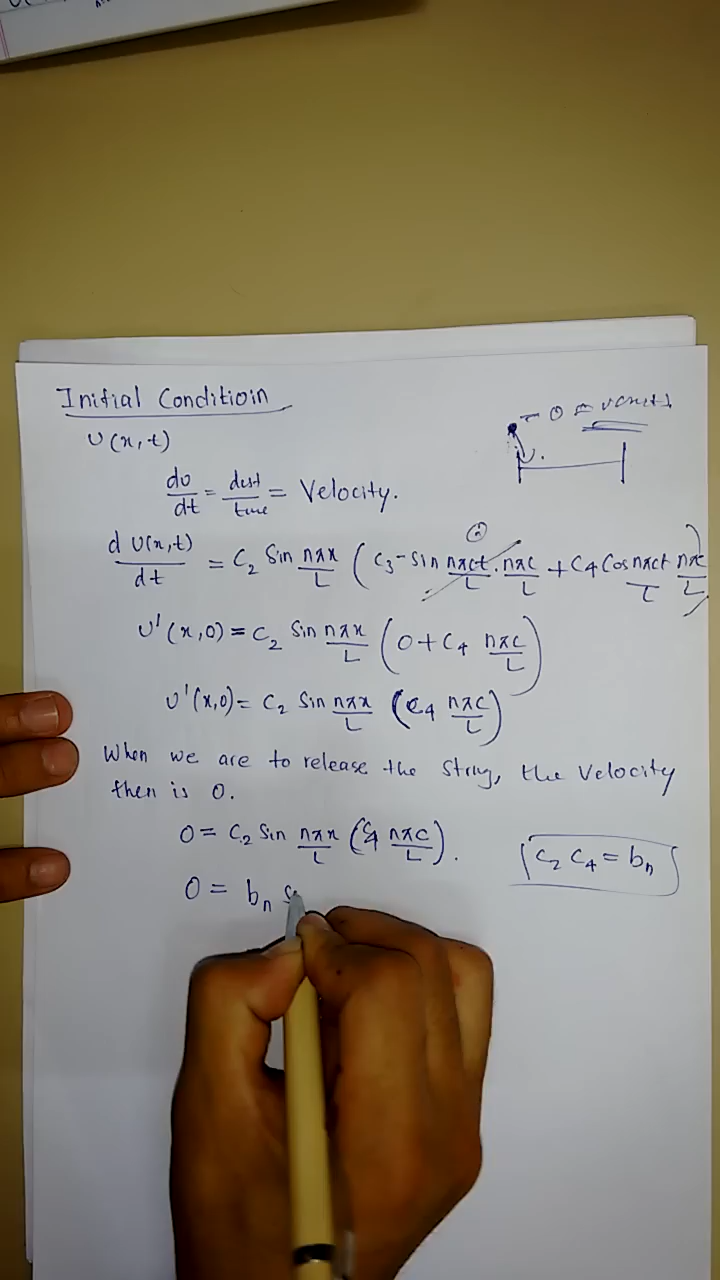 Initial Conditioin
U(x,t)
du/dt = dist/time = Velocity.
d U(x,t)/dt = C₂ Sin nπx/L (C₃ - Sin nπct/L . nπc/L + C₄ Cos nπct/L nπc/L)
U'(x,0) = C₂ Sin nπx/L (0 + C₄ nπc/L)
U'(x,0) = C₂ Sin nπx/L (C₄ nπc/L)
When we are to release the String, the Velocity
then is 0.
0 = C₂ Sin nπx/L (C₄ nπc/L).
C₂ C₄ = bₙ
0 = bₙ